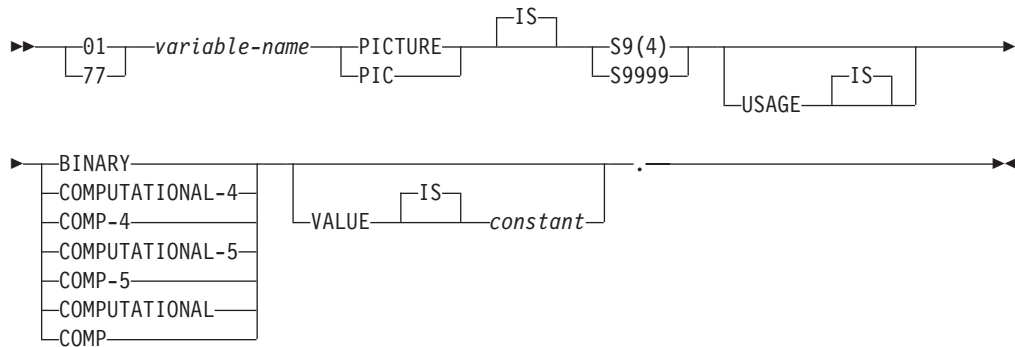 IS
01 variable-name PICTURE S9(4)
77 PIC S9999 IS
USAGE
BINARY .
COMPUTATIONAL-4 IS
COMP-4 VALUE constant
COMPUTATIONAL-5
COMP-5
COMPUTATIONAL
COMP